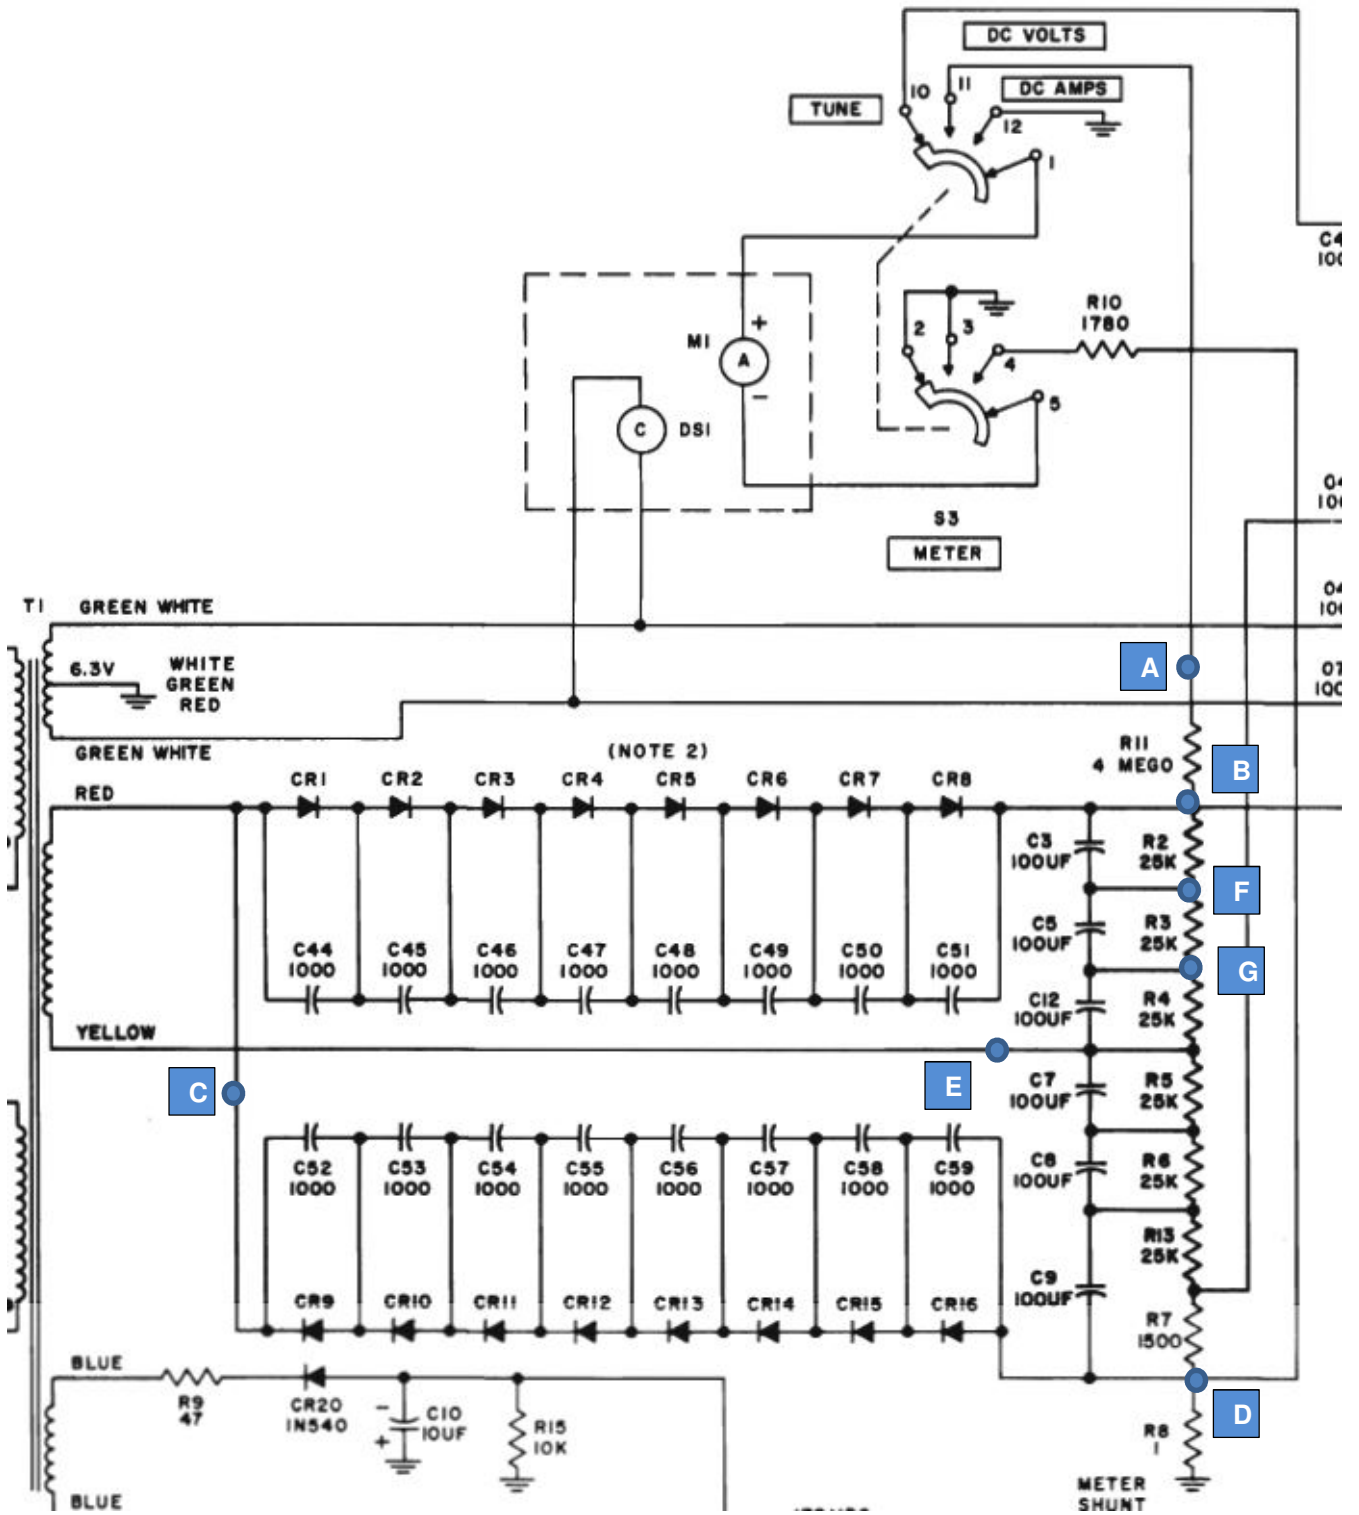 DC VOLTS
10
11
DC AMPS
TUNE
12
1
C4
100
R10
1780
2
3
M1
+
A
4
−
5
C
DS1
S3
METER
T1
GREEN WHITE
6.3V
WHITE
GREEN
RED
A
GREEN WHITE
(NOTE 2)
R11
4 MEGO
B
RED
CR1 CR2 CR3 CR4 CR5 CR6 CR7 CR8
C3
100UF
R2
25K
F
C5
100UF
R3
25K
C44 C45 C46 C47 C48 C49 C50 C51
1000 1000 1000 1000 1000 1000 1000 1000
G
C12
100UF
R4
25K
YELLOW
C
E
C7
100UF
R5
25K
C52 C53 C54 C55 C56 C57 C58 C59
1000 1000 1000 1000 1000 1000 1000 1000
C8
100UF
R6
25K
R13
25K
C9
100UF
CR9 CR10 CR11 CR12 CR13 CR14 CR15 CR16
R7
1500
BLUE
R9
47
CR20
1N540
−
+
C10
10UF
R15
10K
D
R8
1
METER
SHUNT
BLUE